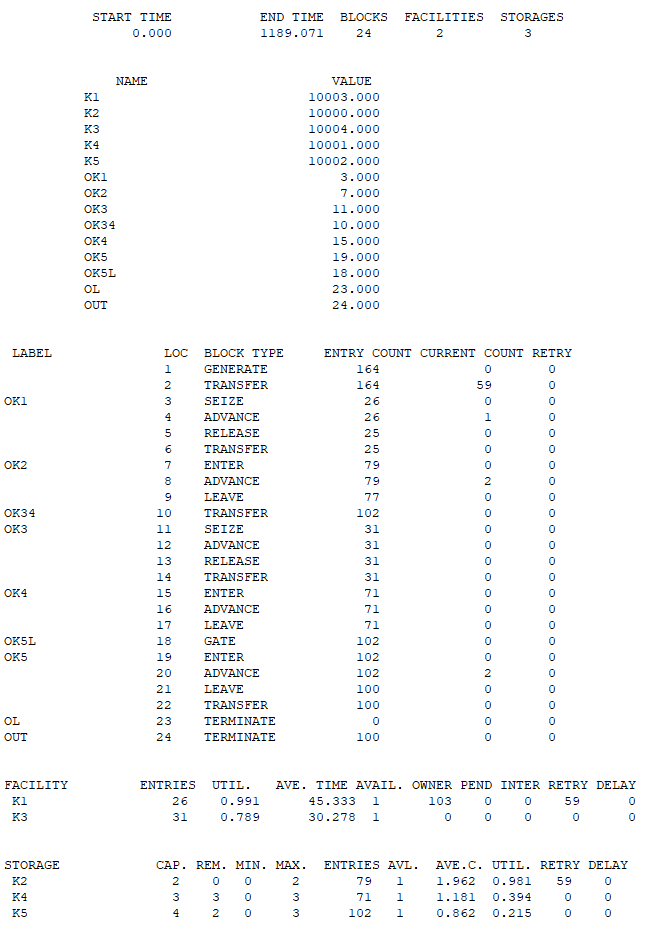 START TIME END TIME BLOCKS FACILITIES STORAGES
0.000 1189.071 24 2 3
NAME VALUE
K1 10003.000
K2 10000.000
K3 10004.000
K4 10001.000
K5 10002.000
OK1 3.000
OK2 7.000
OK3 11.000
OK34 10.000
OK4 15.000
OK5 19.000
OK5L 18.000
OL 23.000
OUT 24.000
LABEL LOC BLOCK TYPE ENTRY COUNT CURRENT COUNT RETRY
1 GENERATE 164 0 0
2 TRANSFER 164 59 0
OK1 3 SEIZE 26 0 0
4 ADVANCE 26 1 0
5 RELEASE 25 0 0
6 TRANSFER 25 0 0
OK2 7 ENTER 79 0 0
8 ADVANCE 79 2 0
9 LEAVE 77 0 0
OK34 10 TRANSFER 102 0 0
OK3 11 SEIZE 31 0 0
12 ADVANCE 31 0 0
13 RELEASE 31 0 0
14 TRANSFER 31 0 0
OK4 15 ENTER 71 0 0
16 ADVANCE 71 0 0
17 LEAVE 71 0 0
OK5L 18 GATE 102 0 0
OK5 19 ENTER 102 0 0
20 ADVANCE 102 2 0
21 LEAVE 100 0 0
22 TRANSFER 100 0 0
OL 23 TERMINATE 0 0 0
OUT 24 TERMINATE 100 0 0
FACILITY ENTRIES UTIL. AVE. TIME AVAIL. OWNER PEND INTER RETRY DELAY
K1 26 0.991 45.333 1 103 0 0 59 0
K3 31 0.789 30.278 1 0 0 0 0 0
STORAGE CAP. REM. MIN. MAX. ENTRIES AVL. AVE.C. UTIL. RETRY DELAY
K2 2 0 0 2 79 1 1.962 0.981 59 0
K4 3 3 0 3 71 1 1.181 0.394 0 0
K5 4 2 0 3 102 1 0.862 0.215 0 0